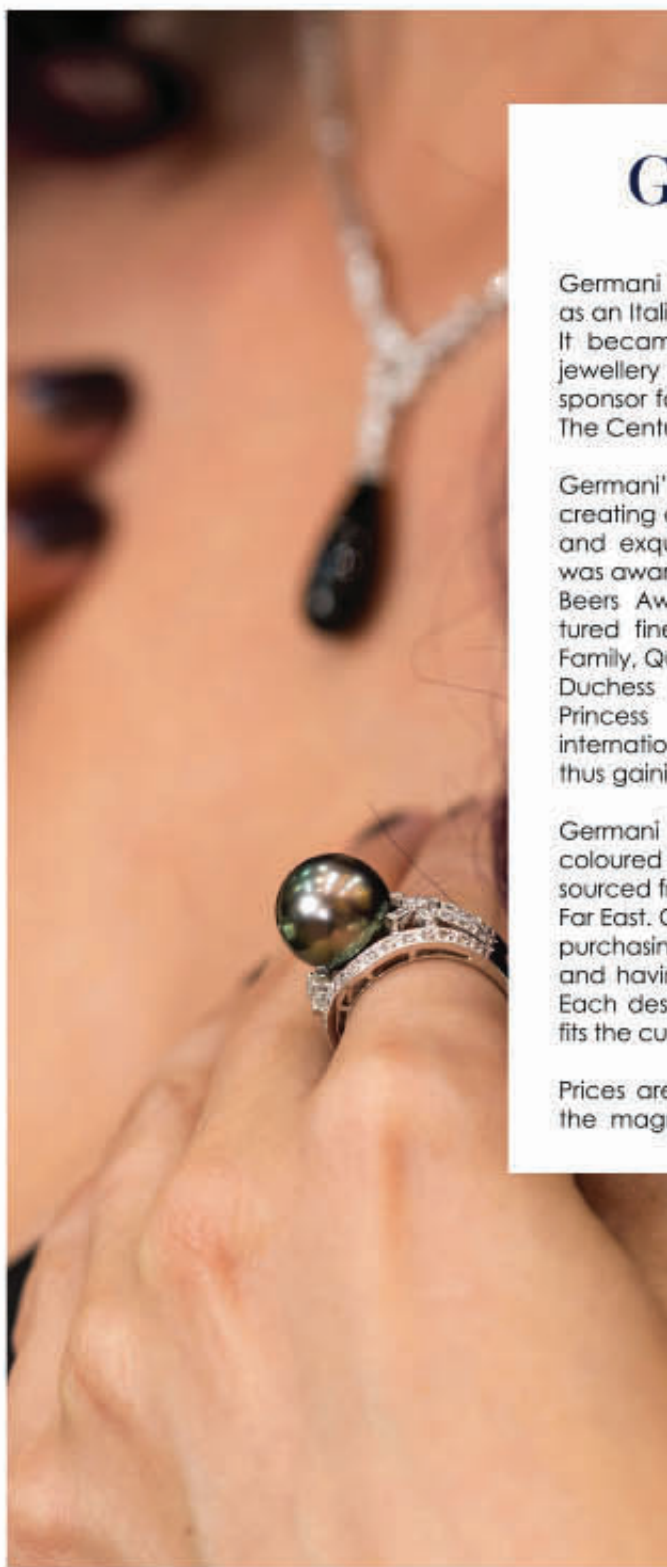 G
Germani
as an Itali
It becam
jewellery
sponsor fo
The Centu
Germani'
creating e
and exqu
was awar
Beers Aw
tured fine
Family, Qu
Duchess
Princess
internatio
thus gaini
Germani
coloured
sourced fr
Far East. C
purchasin
and havin
Each des
fits the cu
Prices are
the magn